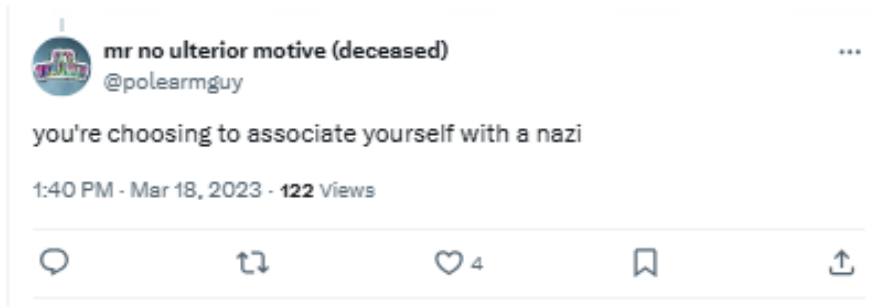 mr no ulterior motive (deceased)
@polearmguy
you're choosing to associate yourself with a nazi
1:40 PM · Mar 18, 2023 · 122 Views
4